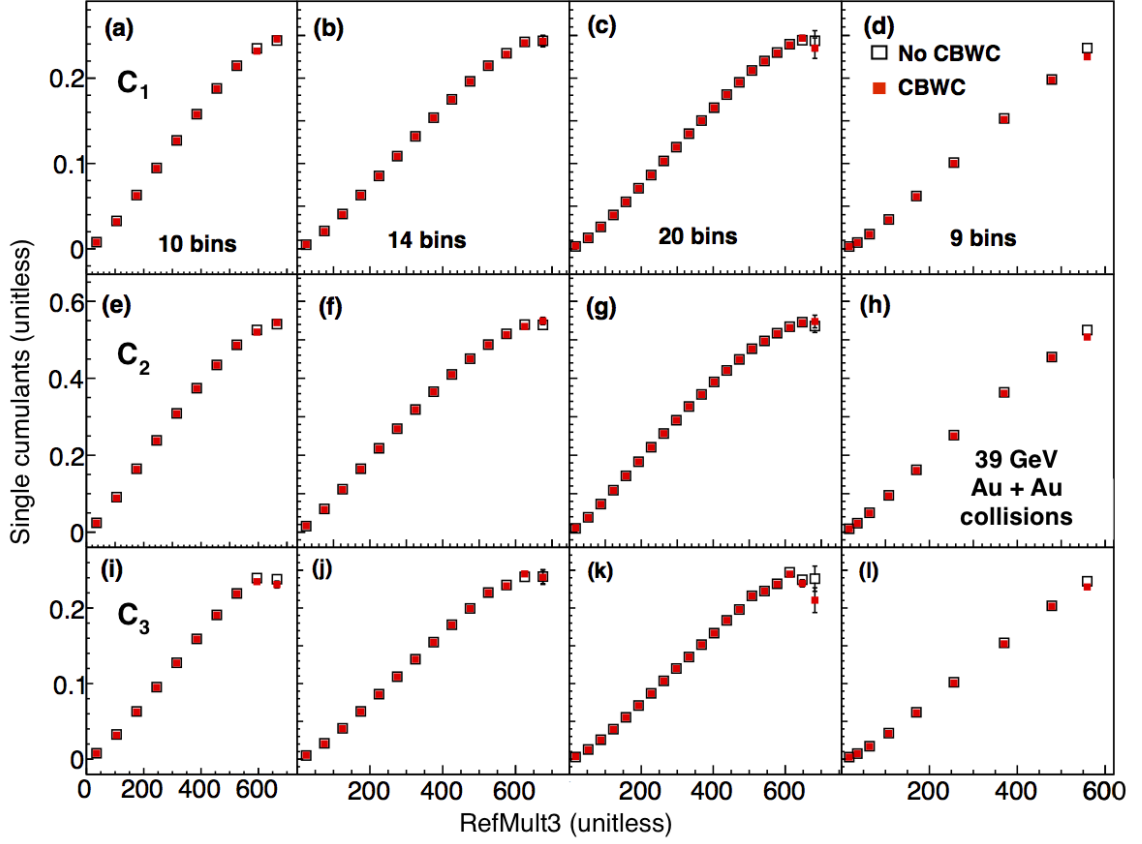 (a) (b) (c) (d)
No CBWC
CBWC
C1
10 bins 14 bins 20 bins 9 bins
0.2
0.1
0
(e) (f) (g) (h)
C2
0.6
0.4
0.2
0
39 GeV
Au + Au
collisions
(i) (j) (k) (l)
C3
0.2
0.1
0
0 200 400 600 200 400 600 200 400 600 200 400 600
Single cumulants (unitless)
RefMult3 (unitless)